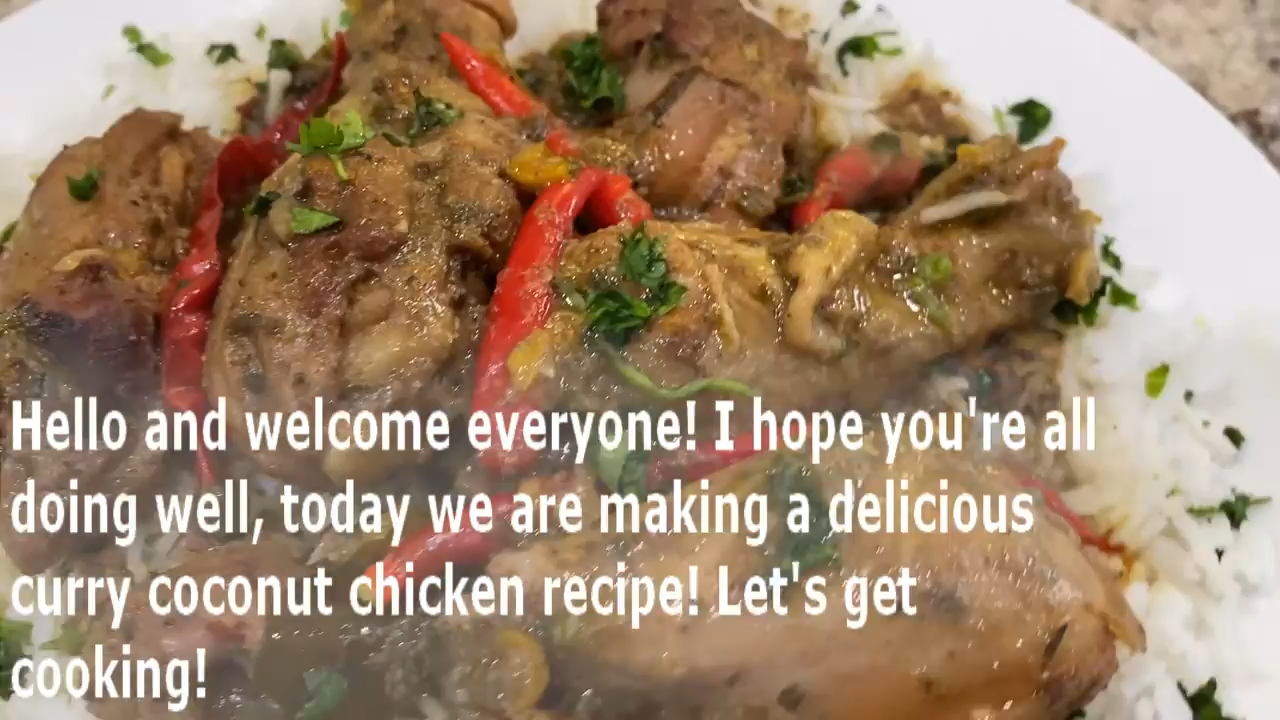 Hello and welcome everyone! I hope you're all
doing well, today we are making a delicious
curry coconut chicken recipe! Let's get
cooking!